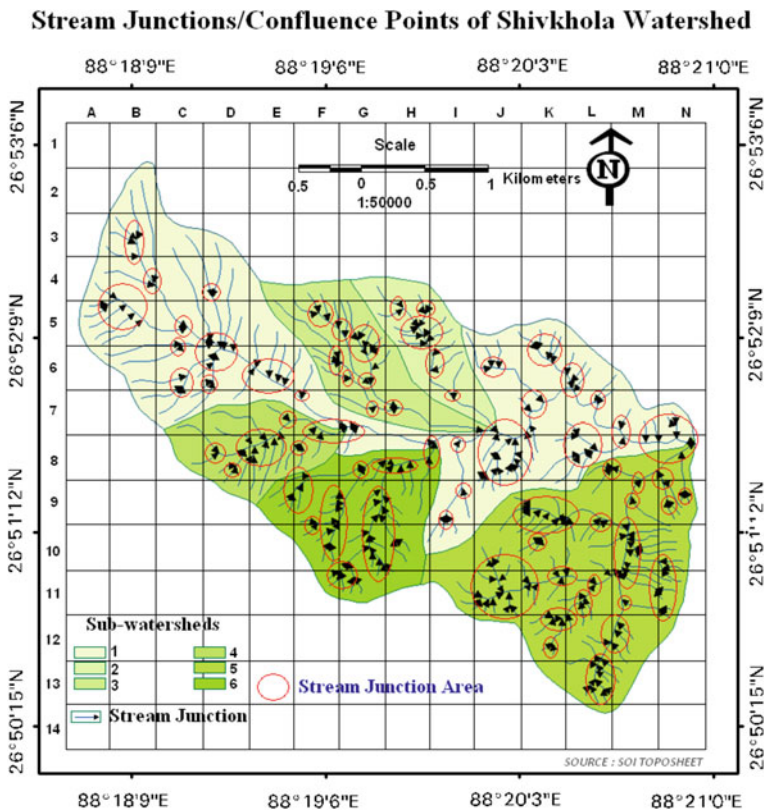 Stream Junctions/Confluence Points of Shivkhola Watershed
88°18'9"E 88°19'6"E 88°20'3"E 88°21'0"E
A B C D E F G H I J K L M N
26°53'6"N 1 26°53'6"N
Scale
0.5 0 0.5 1 Kilometers
1:50000
N
2
3
4
26°52'9"N 5 26°52'9"N
6
7
8
26°51'12"N 9 26°51'12"N
10
11
12
Sub-watersheds
1 4
2 5
3 6
13 Stream Junction Area
Stream Junction
26°50'15"N 14 26°50'15"N
SOURCE : SOI TOPOSHEET
88°18'9"E 88°19'6"E 88°20'3"E 88°21'0"E